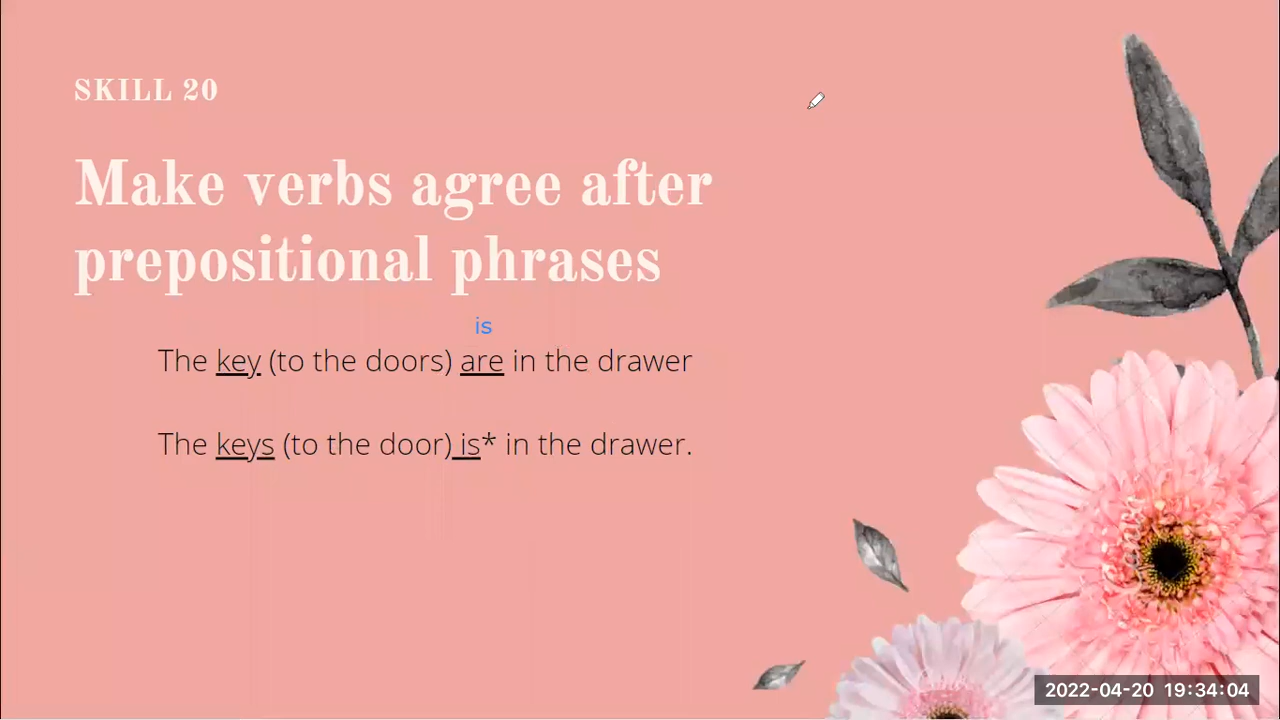 SKILL 20
Make verbs agree after
prepositional phrases
is
The key (to the doors) are in the drawer
The keys (to the door) is* in the drawer.
2022-04-20 19:34:04